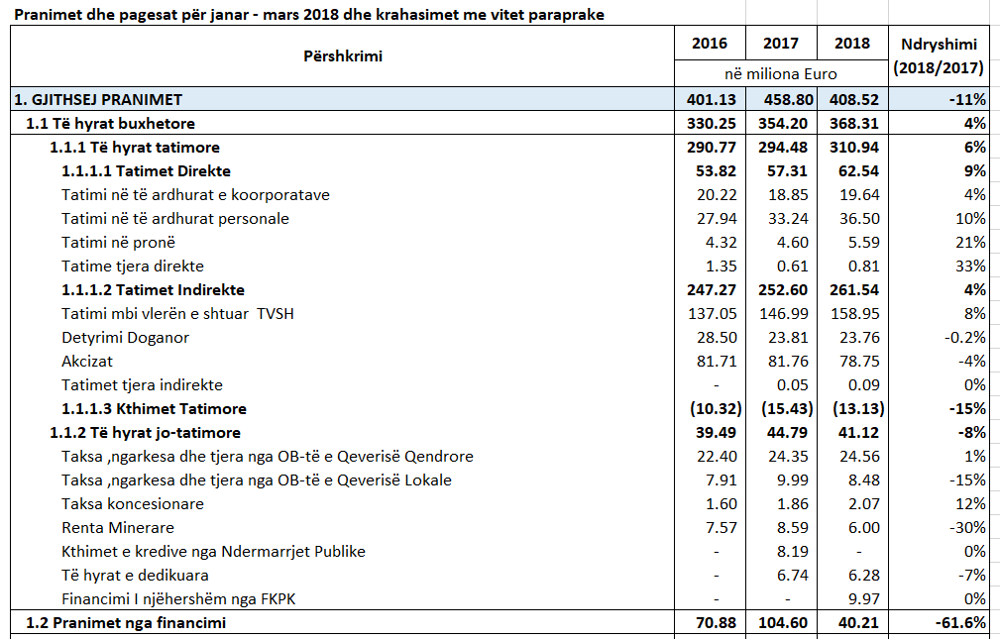 Pranimet dhe pagesat për janar - mars 2018 dhe krahasimet me vitet paraprake
Përshkrimi 2016 2017 2018 Ndryshimi (2018/2017)
në miliona Euro
1. GJITHSEJ PRANIMET 401.13 458.80 408.52 -11%
1.1 Të hyrat buxhetore 330.25 354.20 368.31 4%
1.1.1 Të hyrat tatimore 290.77 294.48 310.94 6%
1.1.1.1 Tatimet Direkte 53.82 57.31 62.54 9%
Tatimi në të ardhurat e koorporatave 20.22 18.85 19.64 4%
Tatimi në të ardhurat personale 27.94 33.24 36.50 10%
Tatimi në pronë 4.32 4.60 5.59 21%
Tatime tjera direkte 1.35 0.61 0.81 33%
1.1.1.2 Tatimet Indirekte 247.27 252.60 261.54 4%
Tatimi mbi vlerën e shtuar TVSH 137.05 146.99 158.95 8%
Detyrimi Doganor 28.50 23.81 23.76 -0.2%
Akcizat 81.71 81.76 78.75 -4%
Tatimet tjera indirekte - 0.05 0.09 0%
1.1.1.3 Kthimet Tatimore (10.32) (15.43) (13.13) -15%
1.1.2 Të hyrat jo-tatimore 39.49 44.79 41.12 -8%
Taksa ,ngarkesa dhe tjera nga OB-të e Qeverisë Qendrore 22.40 24.35 24.56 1%
Taksa ,ngarkesa dhe tjera nga OB-të e Qeverisë Lokale 7.91 9.99 8.48 -15%
Taksa koncesionare 1.60 1.86 2.07 12%
Renta Minerare 7.57 8.59 6.00 -30%
Kthimet e kredive nga Ndermarrjet Publike - 8.19 - 0%
Të hyrat e dedikuara - 6.74 6.28 -7%
Financimi I njëhershëm nga FKPK - - 9.97 0%
1.2 Pranimet nga financimi 70.88 104.60 40.21 -61.6%